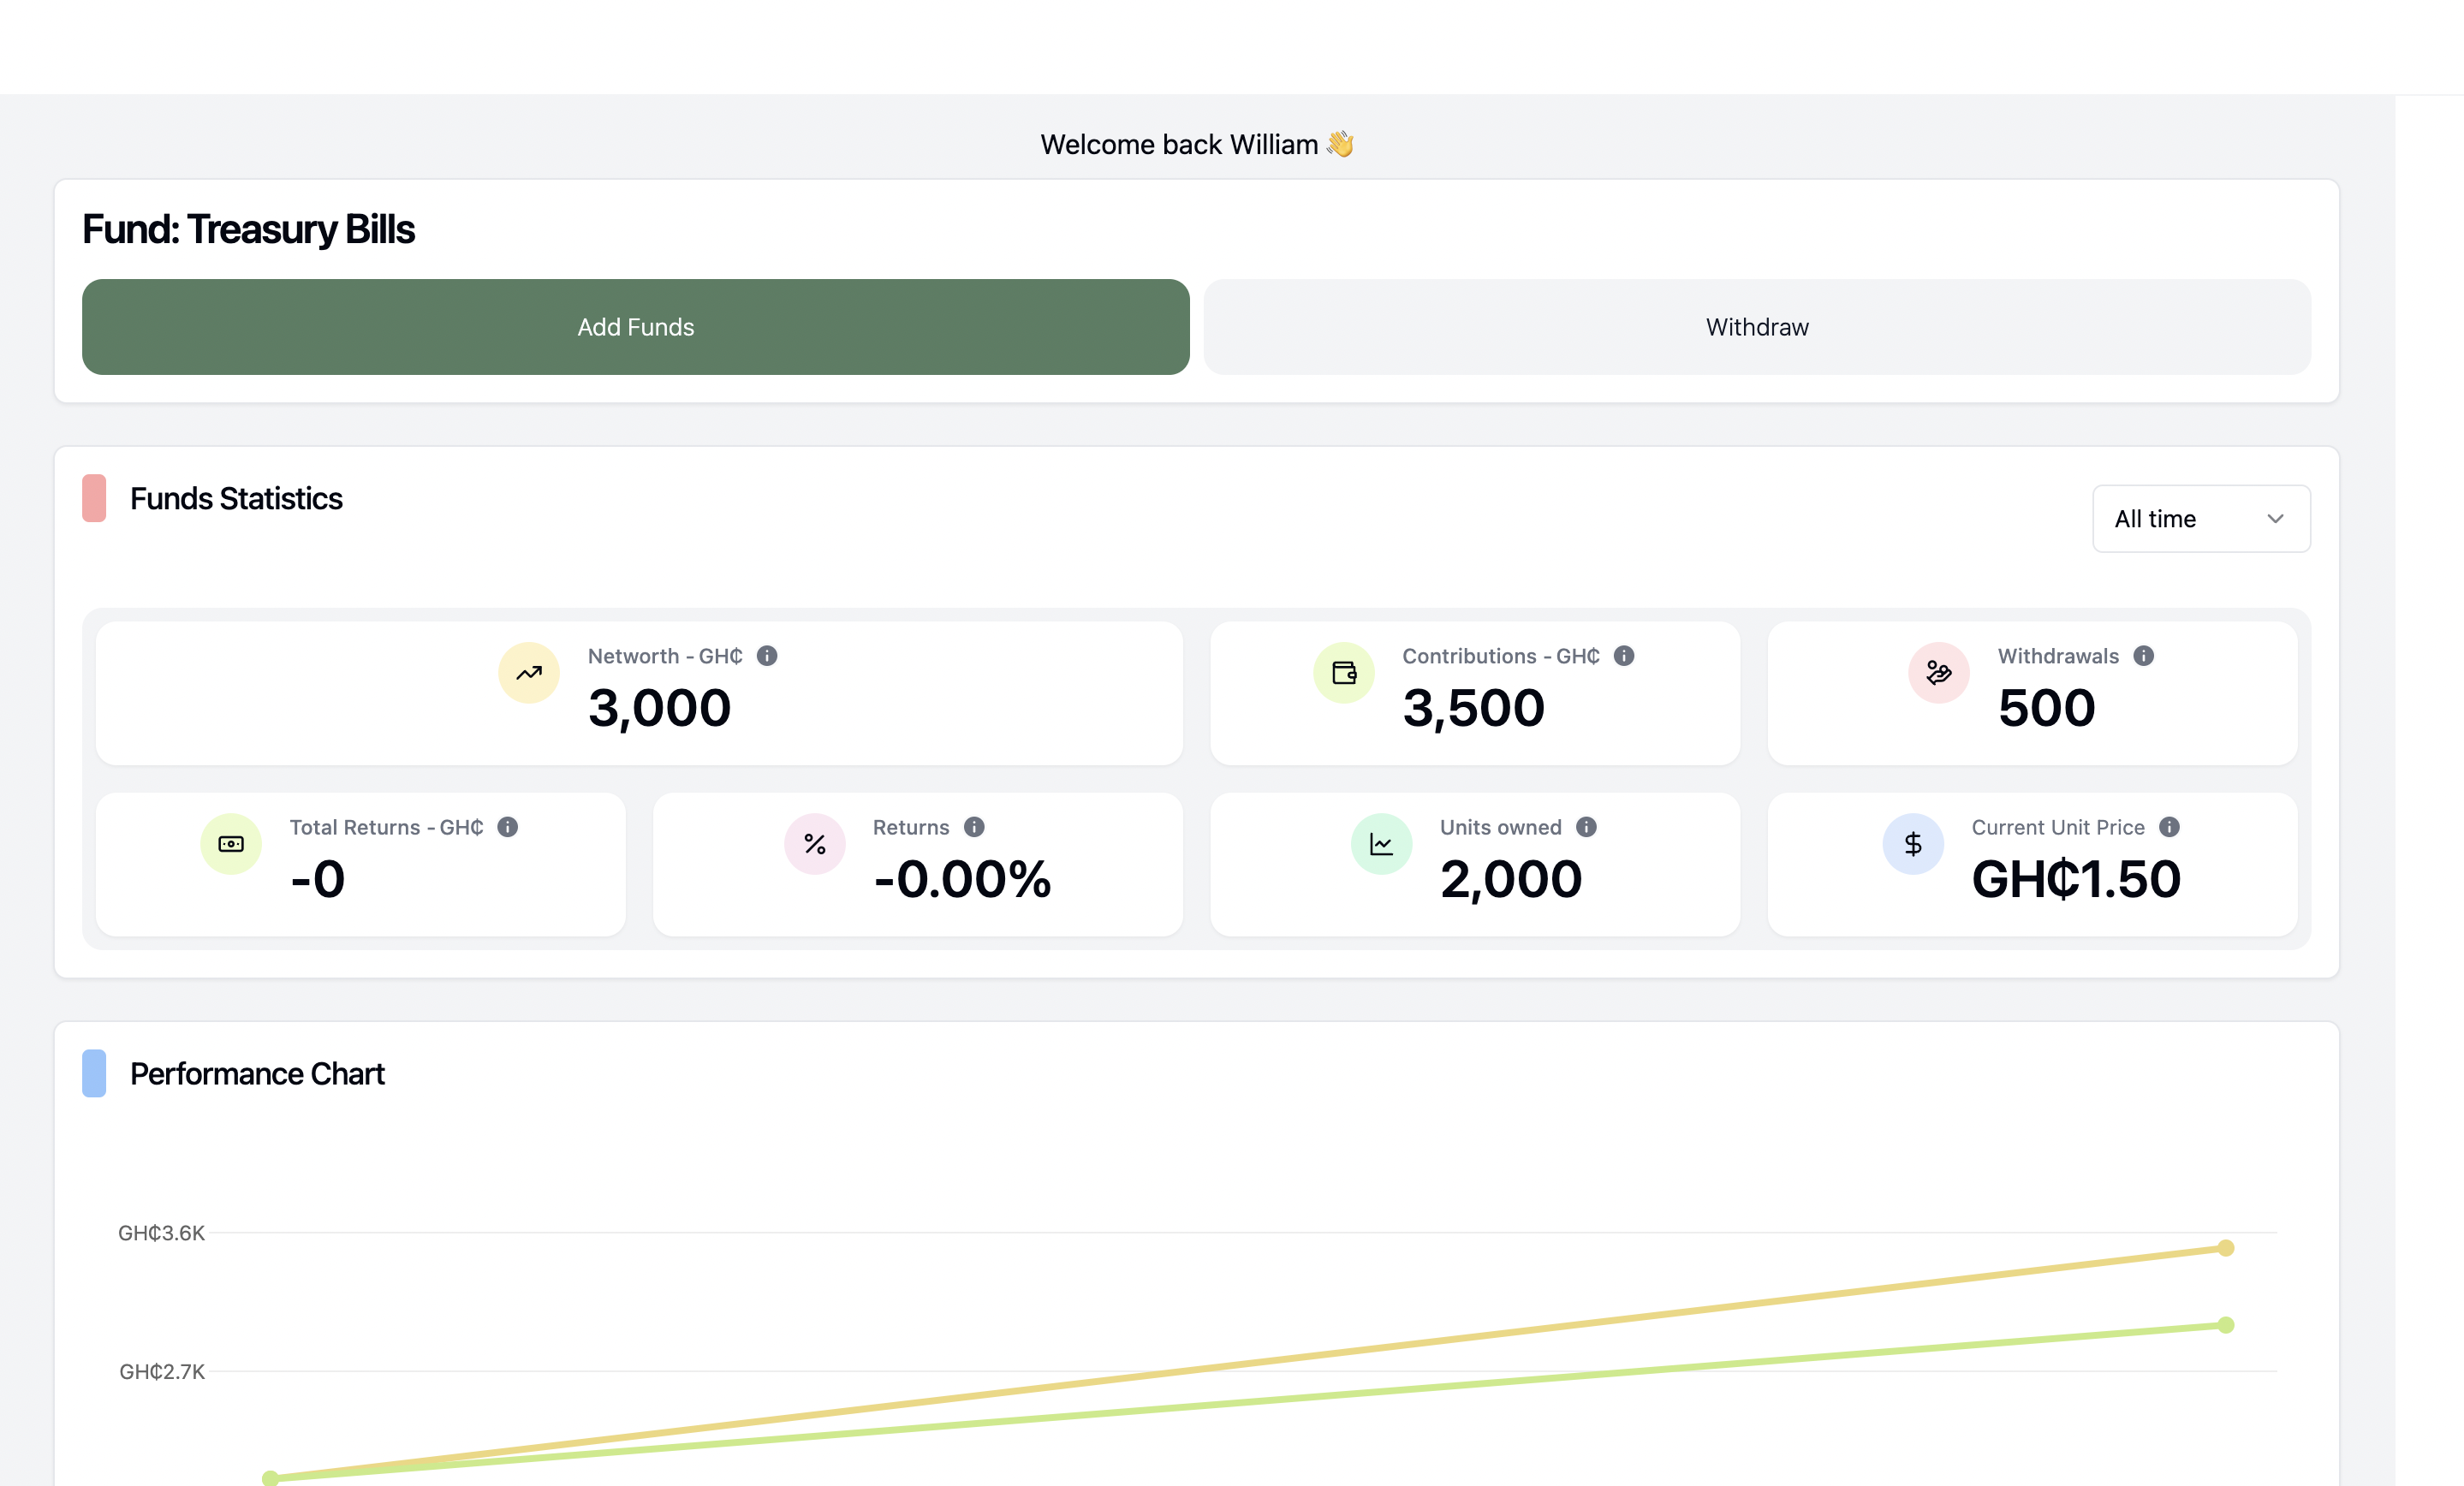 Welcome back William 👋
Fund: Treasury Bills
Add Funds
Withdraw
Funds Statistics
All time
Networth - GH₵
3,000
Contributions - GH₵
3,500
Withdrawals
500
Total Returns - GH₵
-0
Returns
-0.00%
Units owned
2,000
Current Unit Price
GH₵1.50
Performance Chart
GH₵3.6K
GH₵2.7K